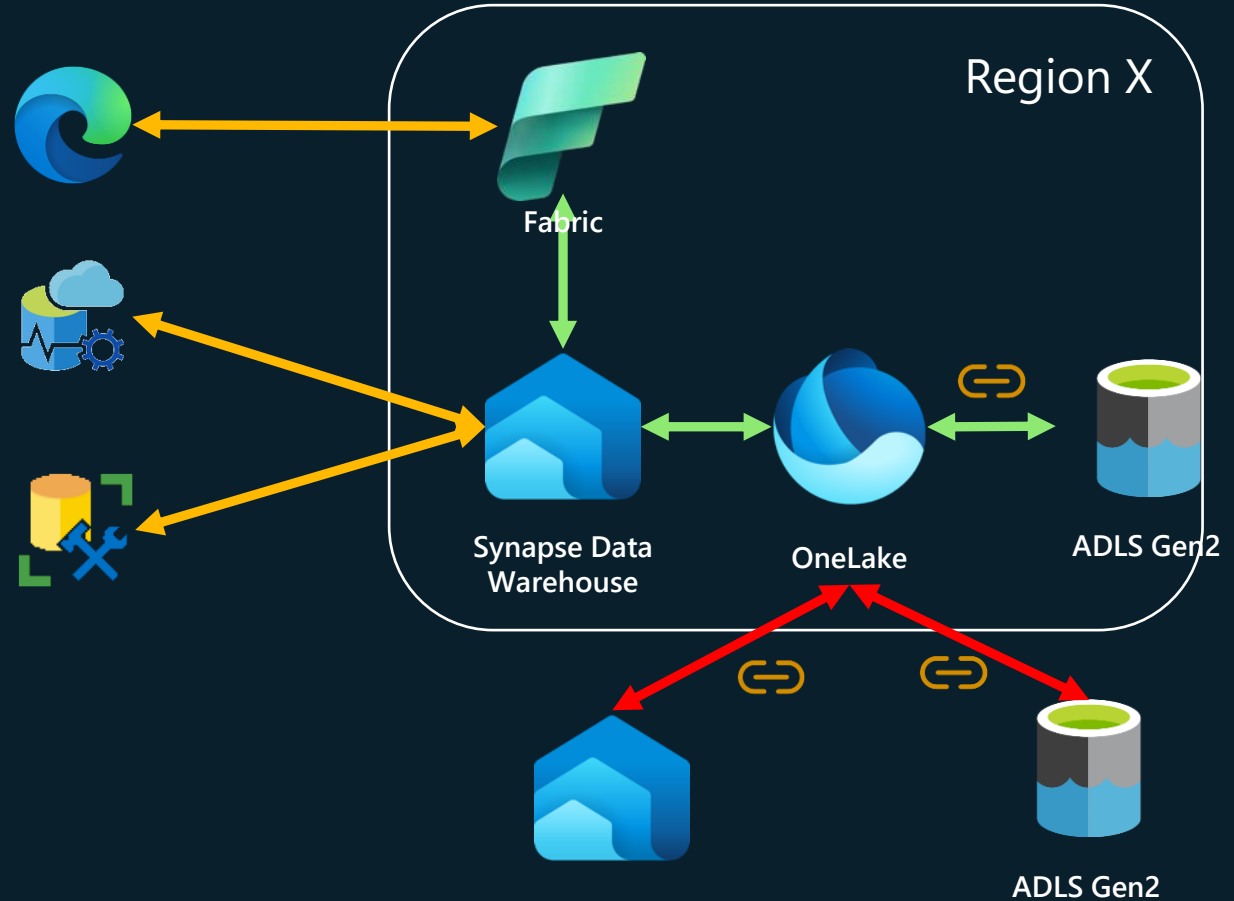 Region X
Fabric
Synapse Data
Warehouse
OneLake
ADLS Gen2
ADLS Gen2